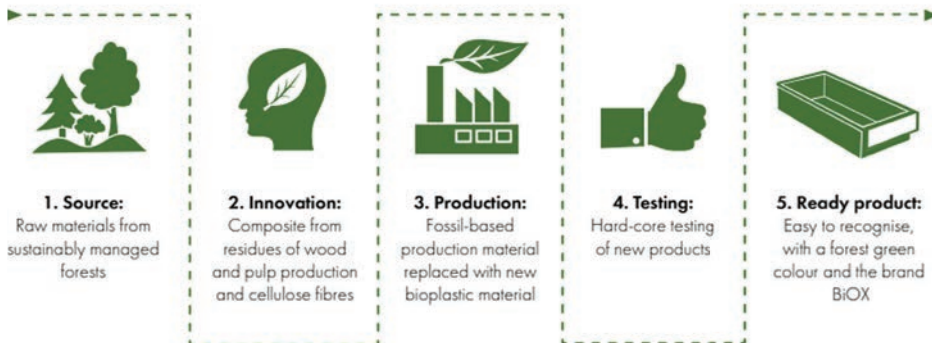 1. Source:
Raw materials from
sustainably managed
forests
2. Innovation:
Composite from
residues of wood
and pulp production
and cellulose fibres
3. Production:
Fossil-based
production material
replaced with new
bioplastic material
4. Testing:
Hard-core testing
of new products
5. Ready product:
Easy to recognise,
with a forest green
colour and the brand
BiOX